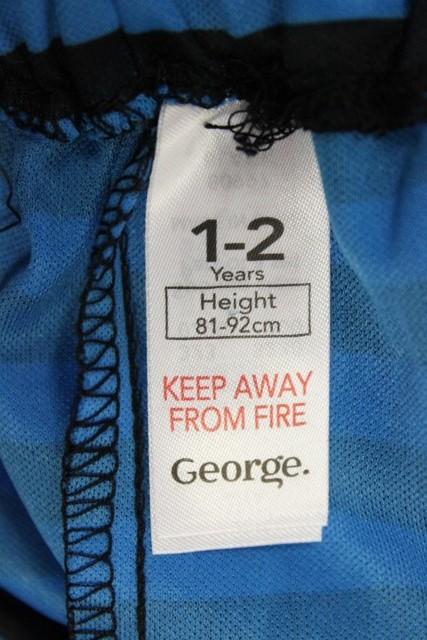 1-2
Years
Height
81-92cm
KEEP AWAY
FROM FIRE
George.